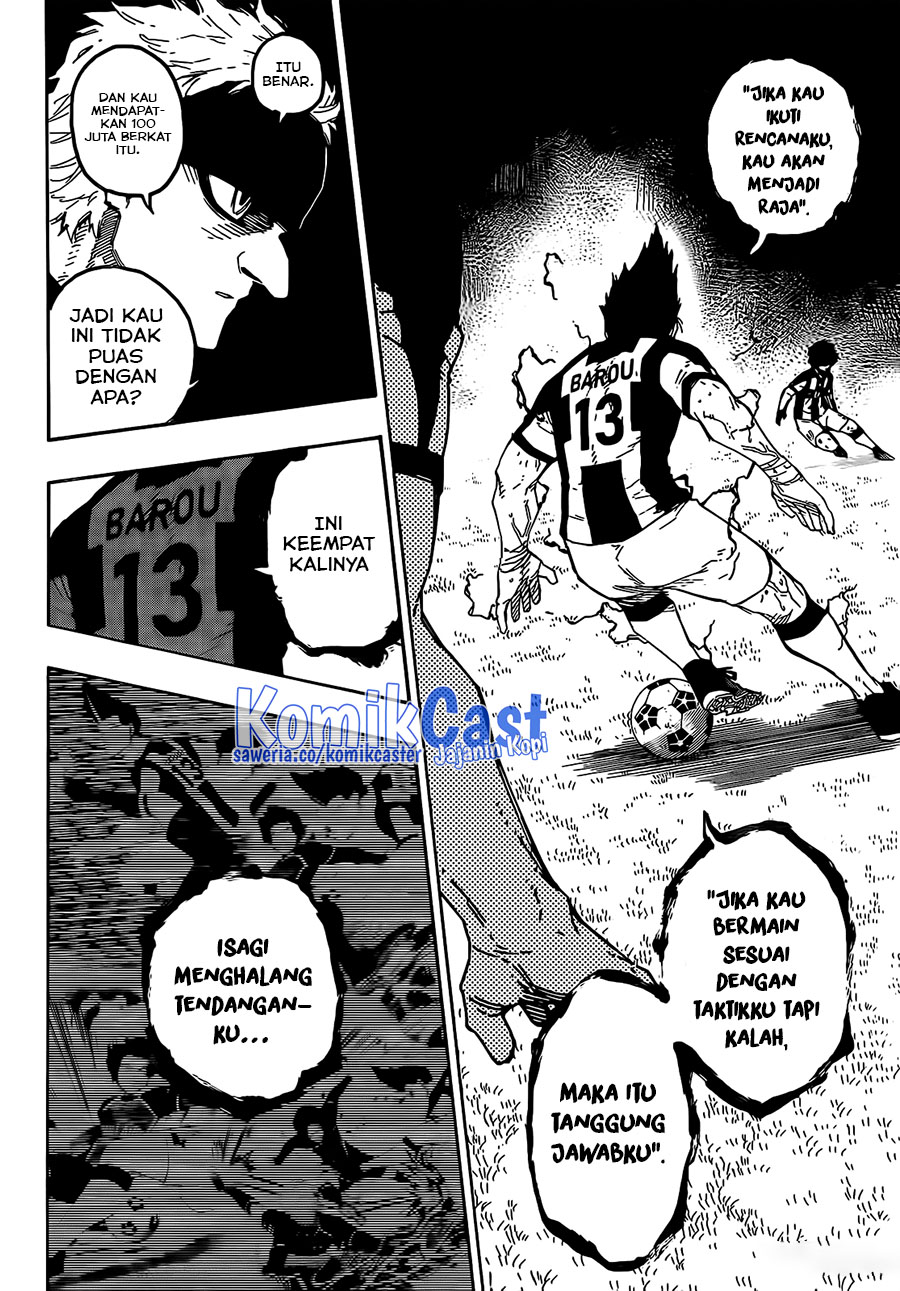 "JIKA KAU
IKUTI
RENCANAKU,
KAU AKAN
MENJADI
RAJA".
BAROU
13
"JIKA KAU
BERMAIN
SESUAI
DENGAN
TAKTIKKU TAPI
KALAH,
MAKA ITU
TANGGUNG
JAWABKU".
ITU
BENAR.
DAN KAU
MENDAPAT-
KAN 100
JUTA BERKAT
ITU.
JADI KAU
INI TIDAK
PUAS
DENGAN
APA?
BAROU
13
INI
KEEMPAT
KALINYA
KomikCast
saweria.co/komikcaster Jajanin Kopi
ISAGI
MENGHALANG
TENDANGAN-
KU...